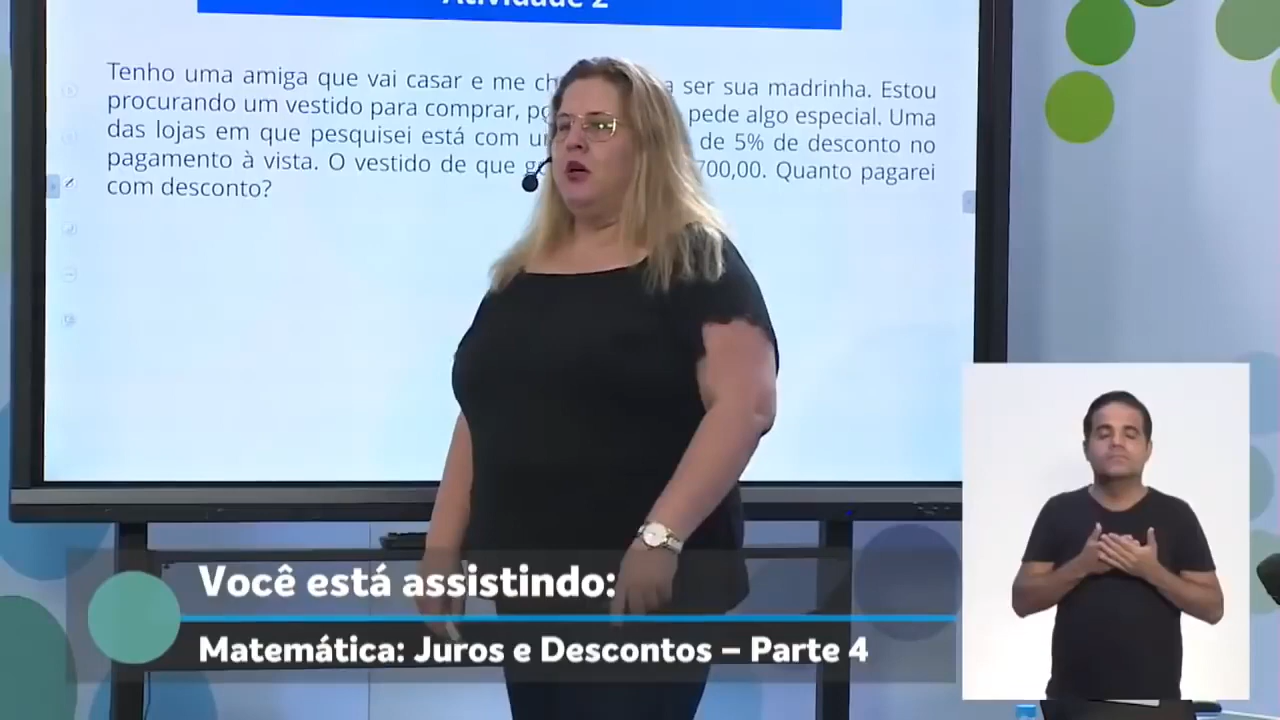 Atividade 2
Tenho uma amiga que vai casar e me ser sua madrinha. Estou
procurando um vestido para comprar, pede algo especial. Uma
das lojas em que pesquisei está com de 5% de desconto no
pagamento à vista. O vestido de que 700,00. Quanto pagarei
com desconto?
Você está assistindo:
Matemática: Juros e Descontos – Parte 4